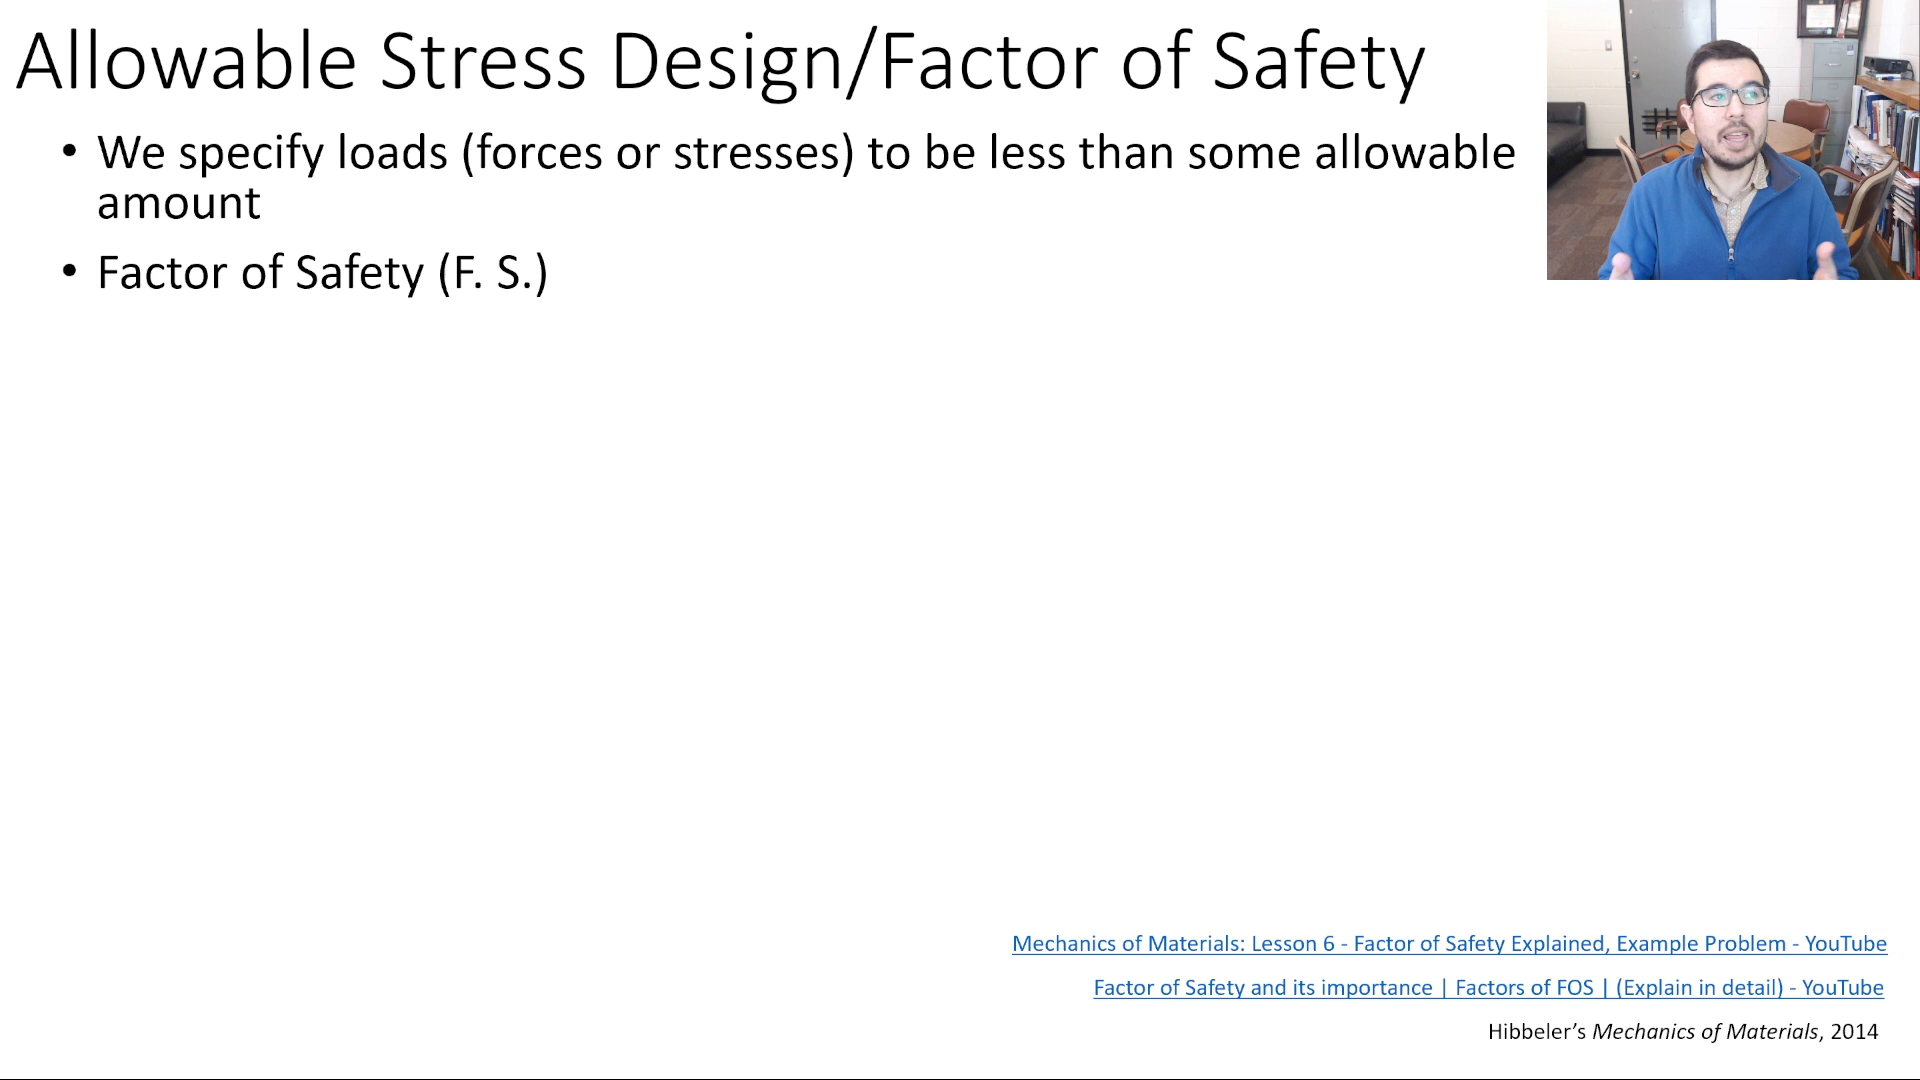 Allowable Stress Design/Factor of Safety
• We specify loads (forces or stresses) to be less than some allowable
amount
• Factor of Safety (F. S.)
Mechanics of Materials: Lesson 6 - Factor of Safety Explained, Example Problem - YouTube
Factor of Safety and its importance | Factors of FOS | (Explain in detail) - YouTube
Hibbeler’s Mechanics of Materials, 2014